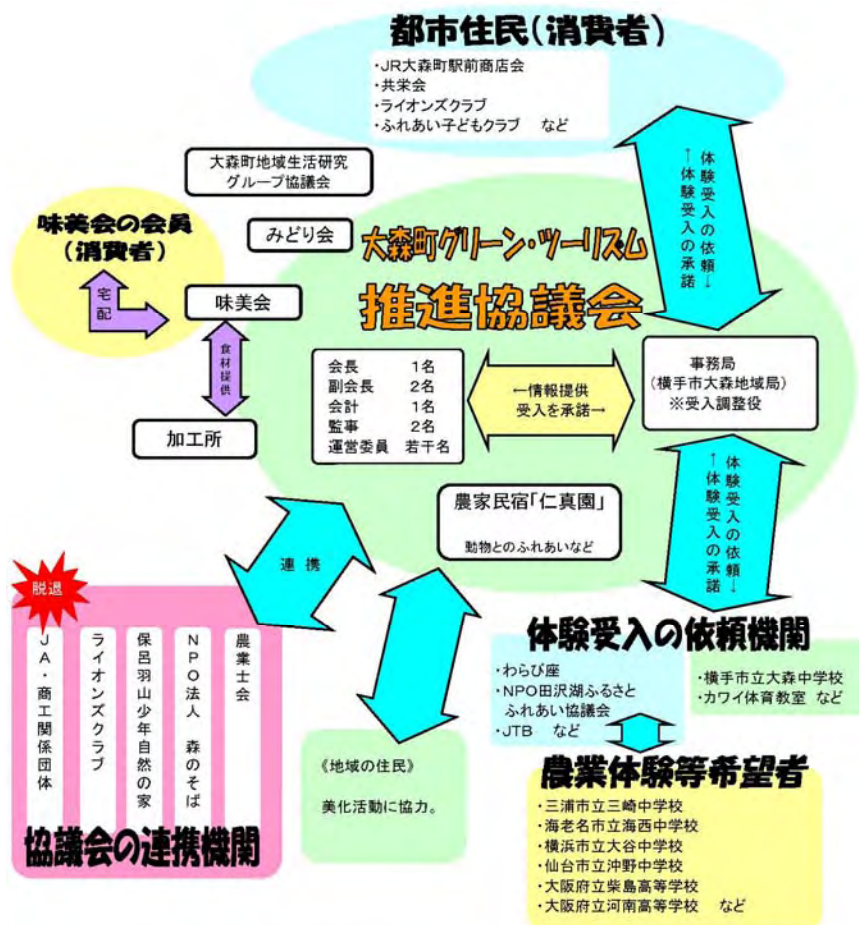 都市住民(消費者)
・JR大森町駅前商店会
・共栄会
・ライオンズクラブ
・ふれあい子どもクラブ など
大森町地域生活研究
グループ協議会
みどり会
味美会の会員
(消費者)
宅配
味美会
食材提供
加工所
大森町グリーン・ツーリズム
推進協議会
体験受入の依頼↓
↑体験受入の承諾
会長 1名
副会長 2名
会計 1名
監事 2名
運営委員 若干名
←情報提供
受入を承諾→
事務局
(横手市大森地域局)
※受入調整役
農家民宿「仁真園」
動物とのふれあいなど
体験受入の依頼↓
↑体験受入の承諾
連携
脱退
JA・商工関係団体
ライオンズクラブ
保呂羽山少年自然の家
NPO法人 森のそば
農業士会
協議会の連携機関
《地域の住民》
美化活動に協力。
体験受入の依頼機関
・わらび座
・NPO田沢湖ふるさと
ふれあい協議会
・JTB など
・横手市立大森中学校
・カワイ体育教室 など
農業体験等希望者
・三浦市立三崎中学校
・海老名市立海西中学校
・横浜市立大谷中学校
・仙台市立沖野中学校
・大阪府立柴島高等学校
・大阪府立河南高等学校 など